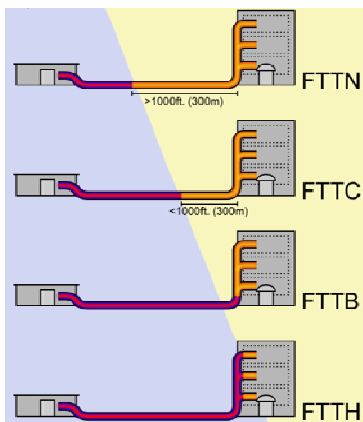 FTTN
>1000ft. (300m)
FTTC
<1000ft. (300m)
FTTB
FTTH